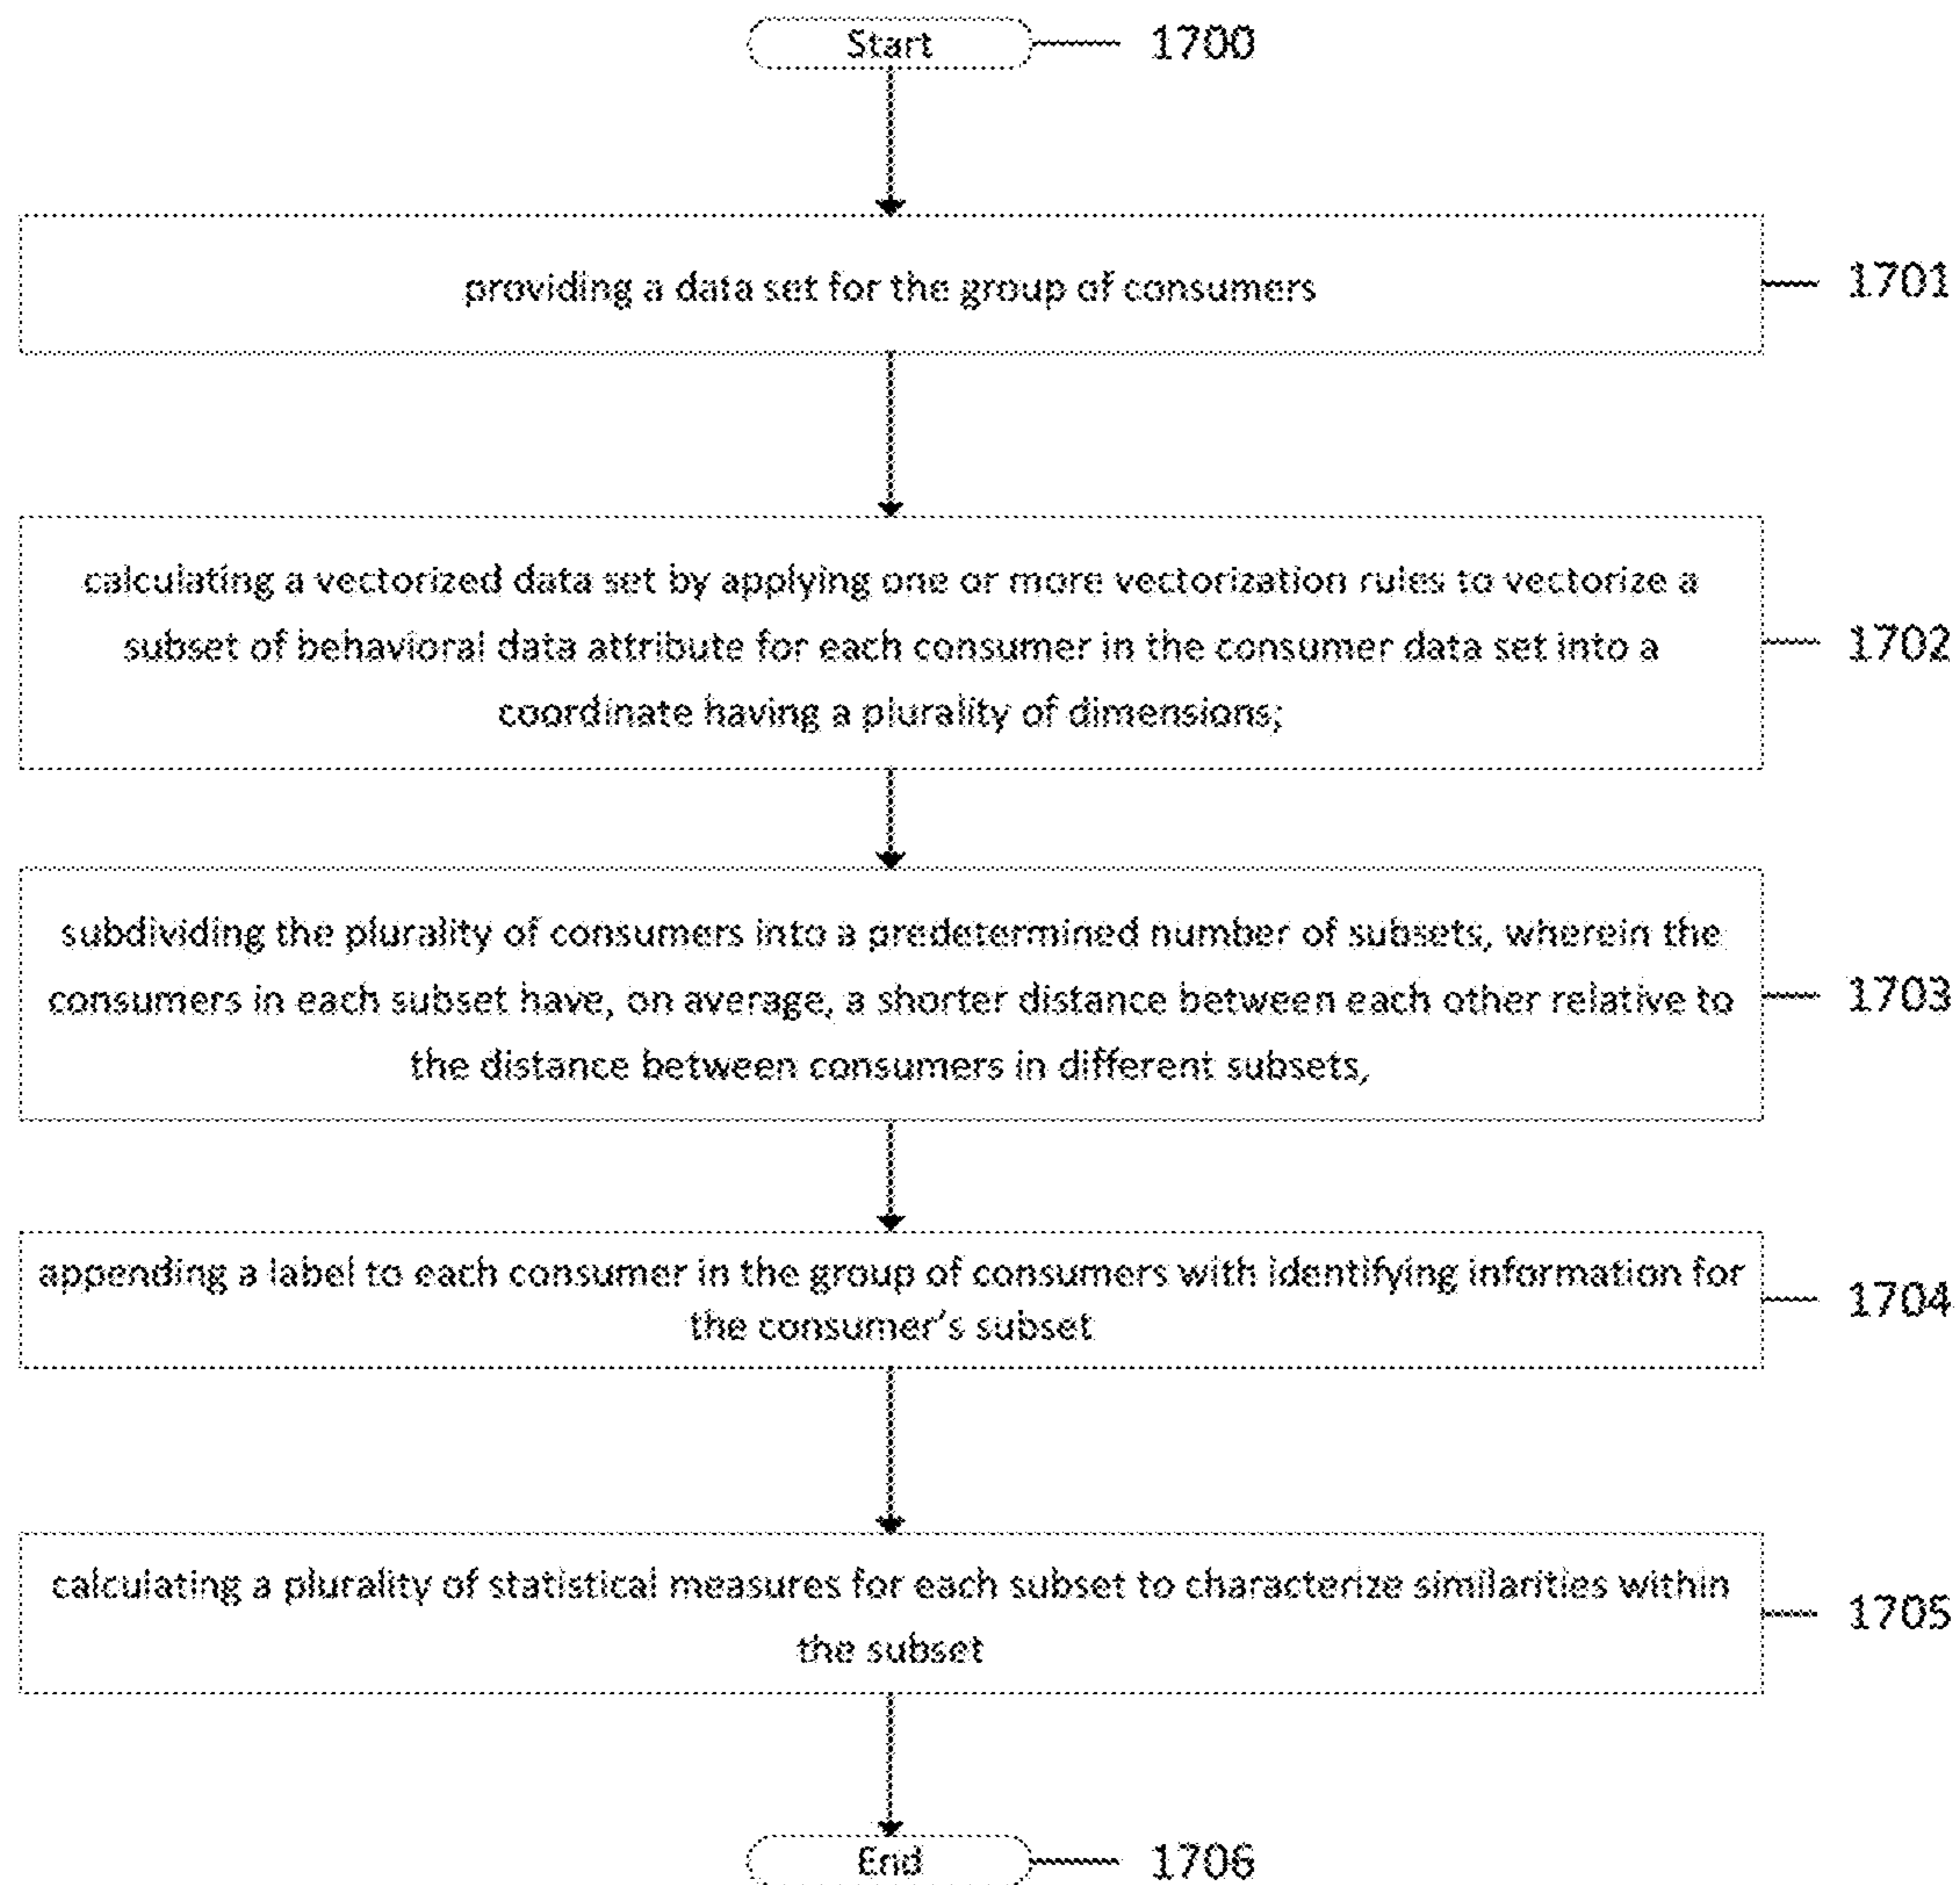 Start
1700
providing a data set for the group of consumers
1701
calculating a vectorized data set by applying one or more vectorization rules to vectorize a
subset of behavioral data attribute for each consumer in the consumer data set into a
coordinate having a plurality of dimensions;
1702
subdividing the plurality of consumers into a predetermined number of subsets, wherein the
consumers in each subset have, on average, a shorter distance between each other relative to
the distance between consumers in different subsets,
1703
appending a label to each consumer in the group of consumers with identifying information for
the consumer's subset
1704
calculating a plurality of statistical measures for each subset to characterize similarities within
the subset
1705
End
1706